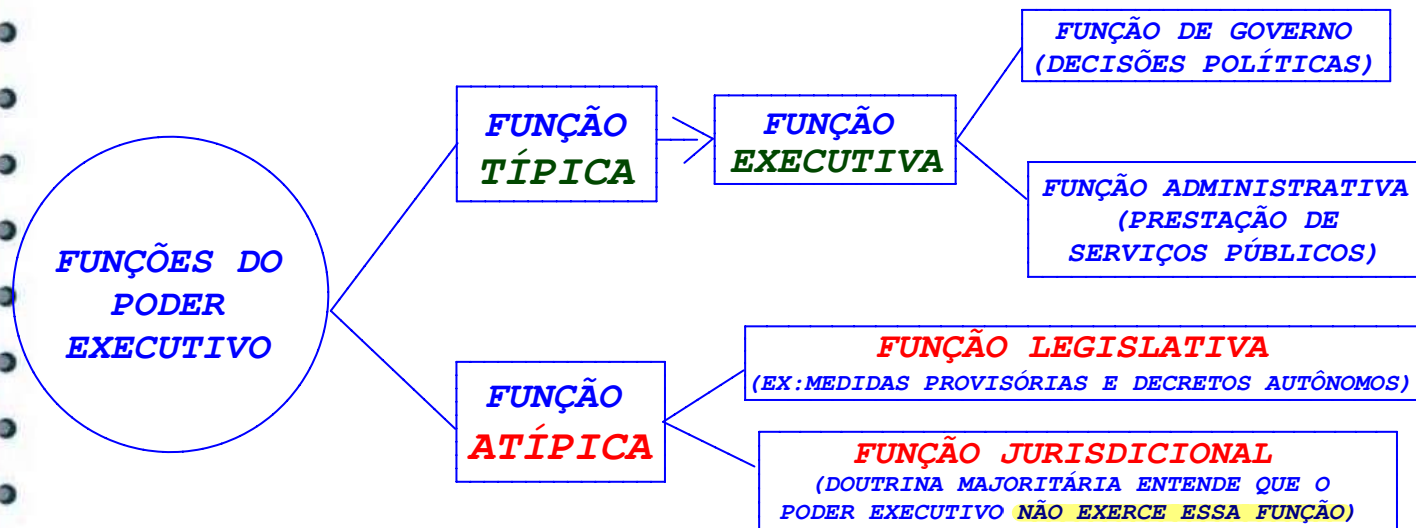 FUNÇÕES DO
PODER
EXECUTIVO
FUNÇÃO
TÍPICA
FUNÇÃO
EXECUTIVA
FUNÇÃO DE GOVERNO
(DECISÕES POLÍTICAS)
FUNÇÃO ADMINISTRATIVA
(PRESTAÇÃO DE
SERVIÇOS PÚBLICOS)
FUNÇÃO
ATÍPICA
FUNÇÃO LEGISLATIVA
(EX:MEDIDAS PROVISÓRIAS E DECRETOS AUTÔNOMOS)
FUNÇÃO JURISDICIONAL
(DOUTRINA MAJORITÁRIA ENTENDE QUE O
PODER EXECUTIVO NÃO EXERCE ESSA FUNÇÃO)